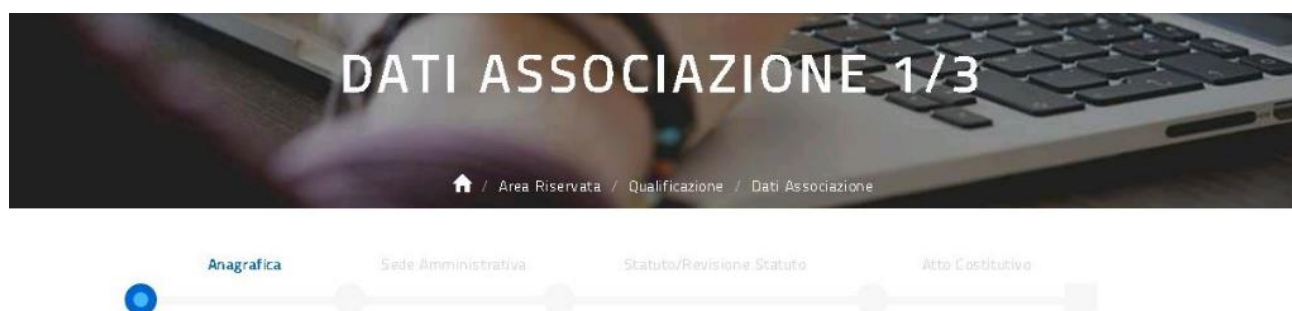 DATI ASSOCIAZIONE 1/3
/ Area Riservata / Qualificazione / Dati Associazione
Anagrafica Sede Amministrativa Statuto/Revisione Statuto Atto Costitutivo